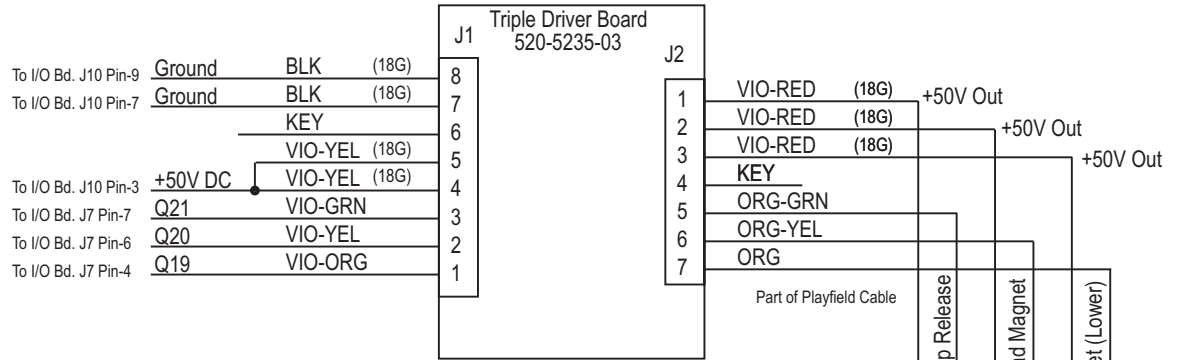 Triple Driver Board
520-5235-03
J1
J2
To I/O Bd. J10 Pin-9 Ground BLK (18G) 8
To I/O Bd. J10 Pin-7 Ground BLK (18G) 7
KEY 6
VIO-YEL (18G) 5
To I/O Bd. J10 Pin-3 +50V DC VIO-YEL (18G) 4
To I/O Bd. J7 Pin-7 Q21 VIO-GRN 3
To I/O Bd. J7 Pin-6 Q20 VIO-YEL 2
To I/O Bd. J7 Pin-4 Q19 VIO-ORG 1
1 VIO-RED (18G) +50V Out
2 VIO-RED (18G) +50V Out
3 VIO-RED (18G) +50V Out
4 KEY
5 ORG-GRN
6 ORG-YEL
7 ORG
Part of Playfield Cable
Release
Magnet
(Lower)